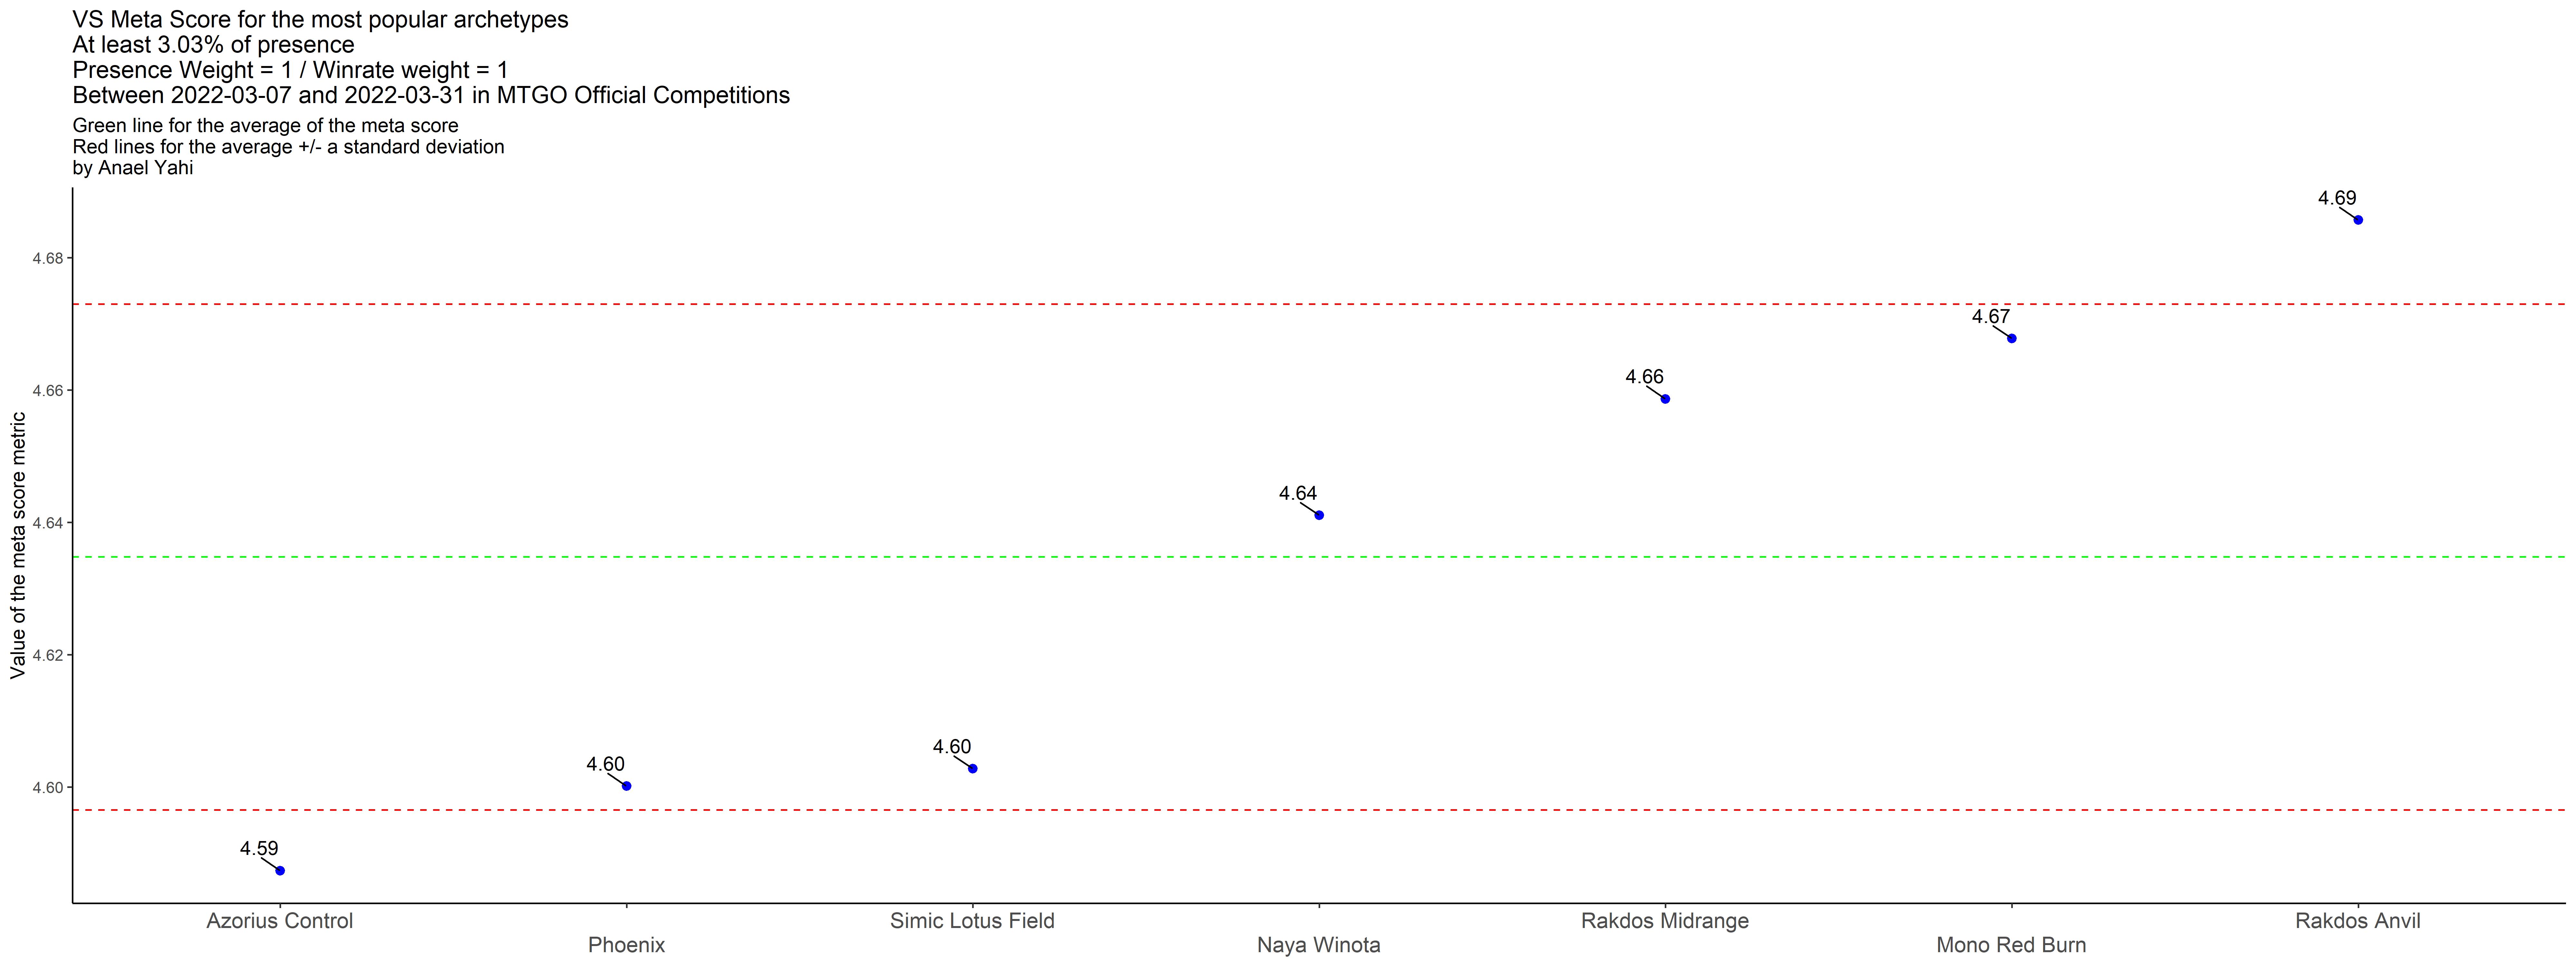 VS Meta Score for the most popular archetypes
At least 3.03% of presence
Presence Weight = 1 / Winrate weight = 1
Between 2022-03-07 and 2022-03-31 in MTGO Official Competitions
Green line for the average of the meta score
Red lines for the average +/- a standard deviation
by Anael Yahi
Value of the meta score metric
4.68
4.66
4.64
4.62
4.60
4.59
4.60
4.60
4.64
4.66
4.67
4.69
Azorius Control
Phoenix
Simic Lotus Field
Naya Winota
Rakdos Midrange
Mono Red Burn
Rakdos Anvil